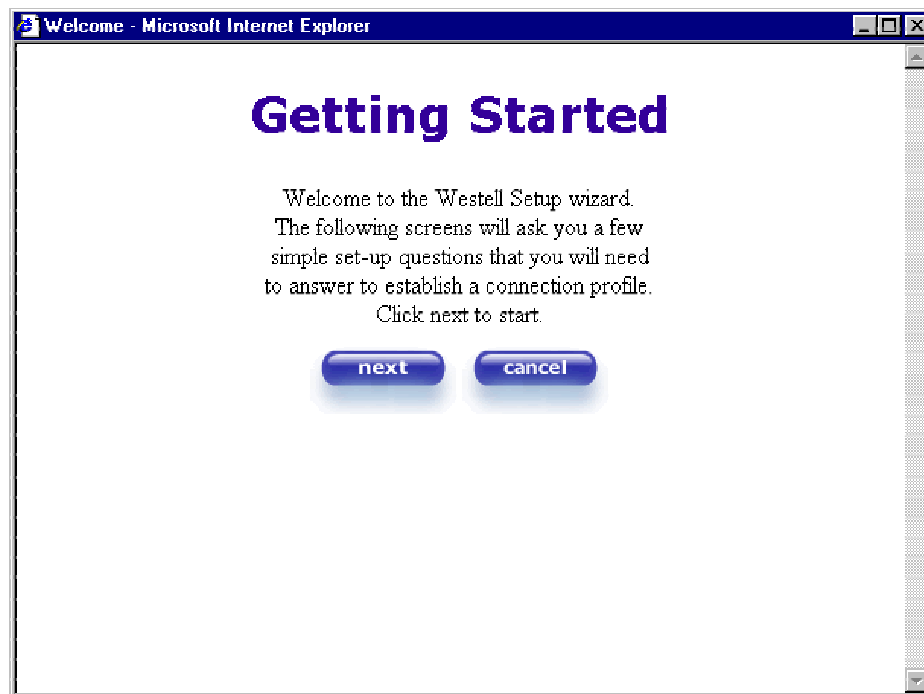 Welcome - Microsoft Internet Explorer
Getting Started
Welcome to the Westell Setup wizard.
The following screens will ask you a few
simple set-up questions that you will need
to answer to establish a connection profile.
Click next to start.
next cancel